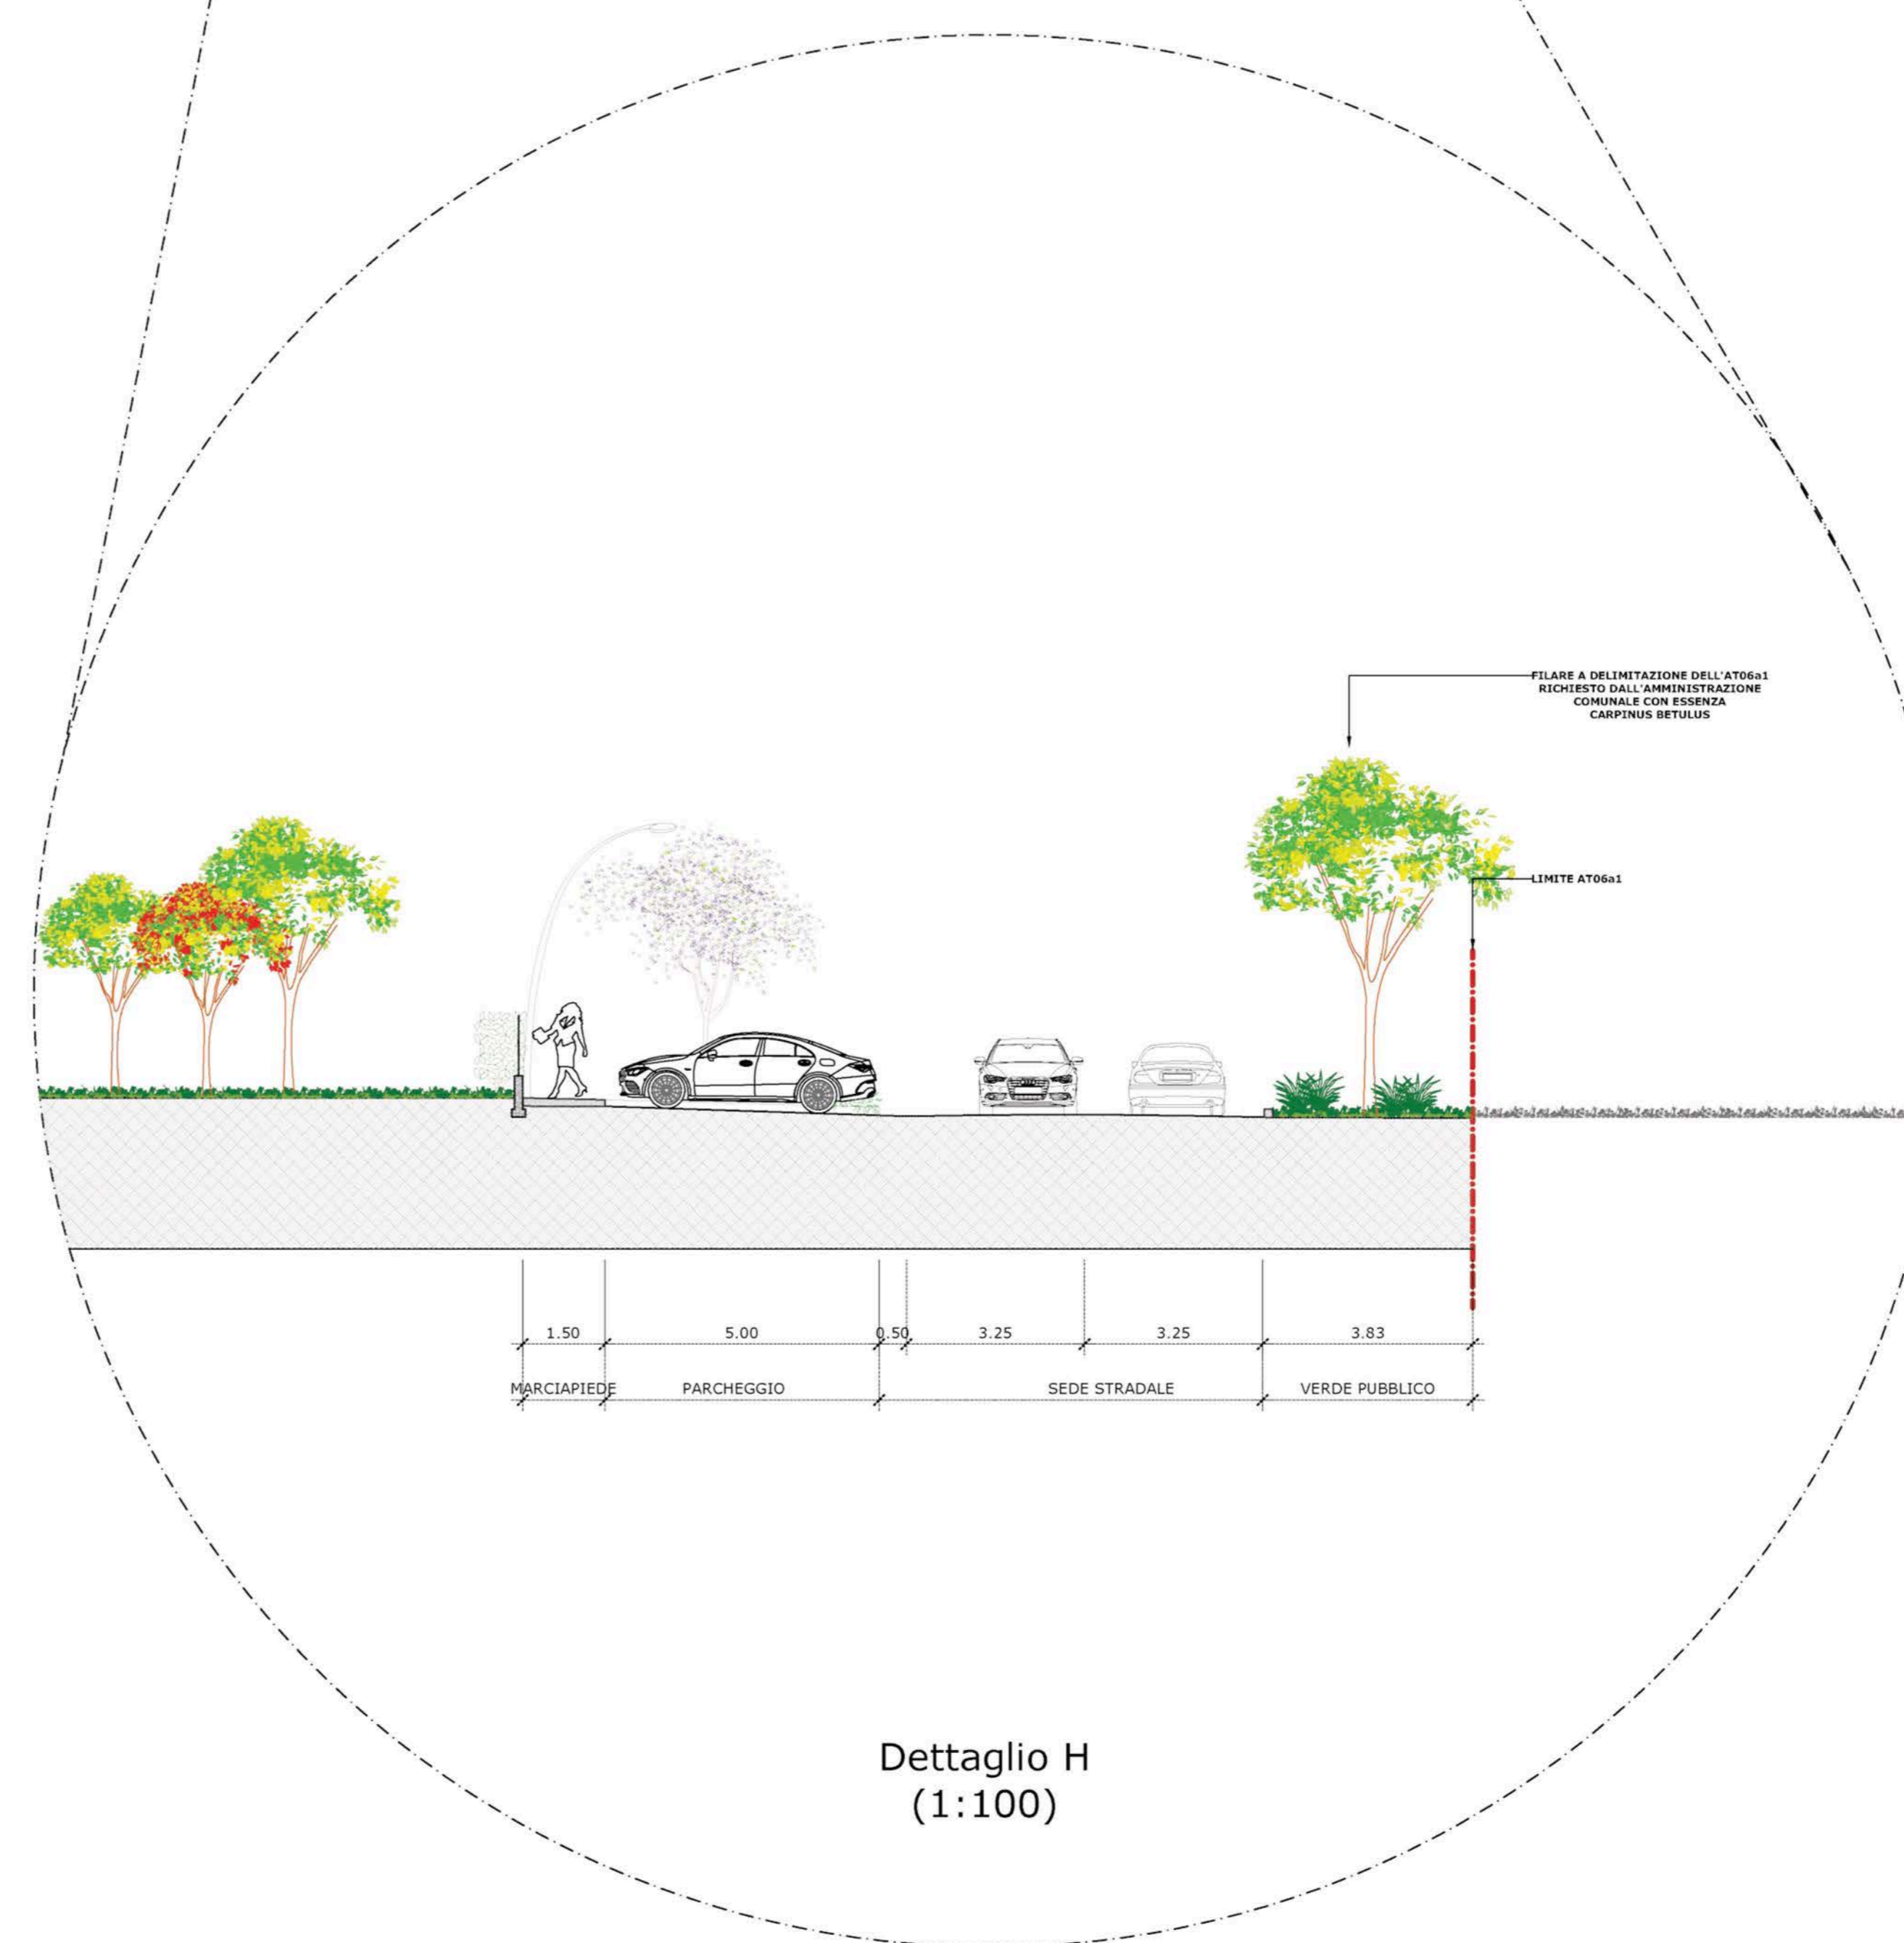 FILARE A DELIMITAZIONE DELL'AT06a1
RICHIESTO DALL'AMMINISTRAZIONE
COMUNALE CON ESSENZA
CARPINUS BETULUS
LIMITE AT06a1
1.50 5.00 0.50 3.25 3.25 3.83
MARCIAPIEDE PARCHEGGIO SEDE STRADALE VERDE PUBBLICO
Dettaglio H
(1:100)